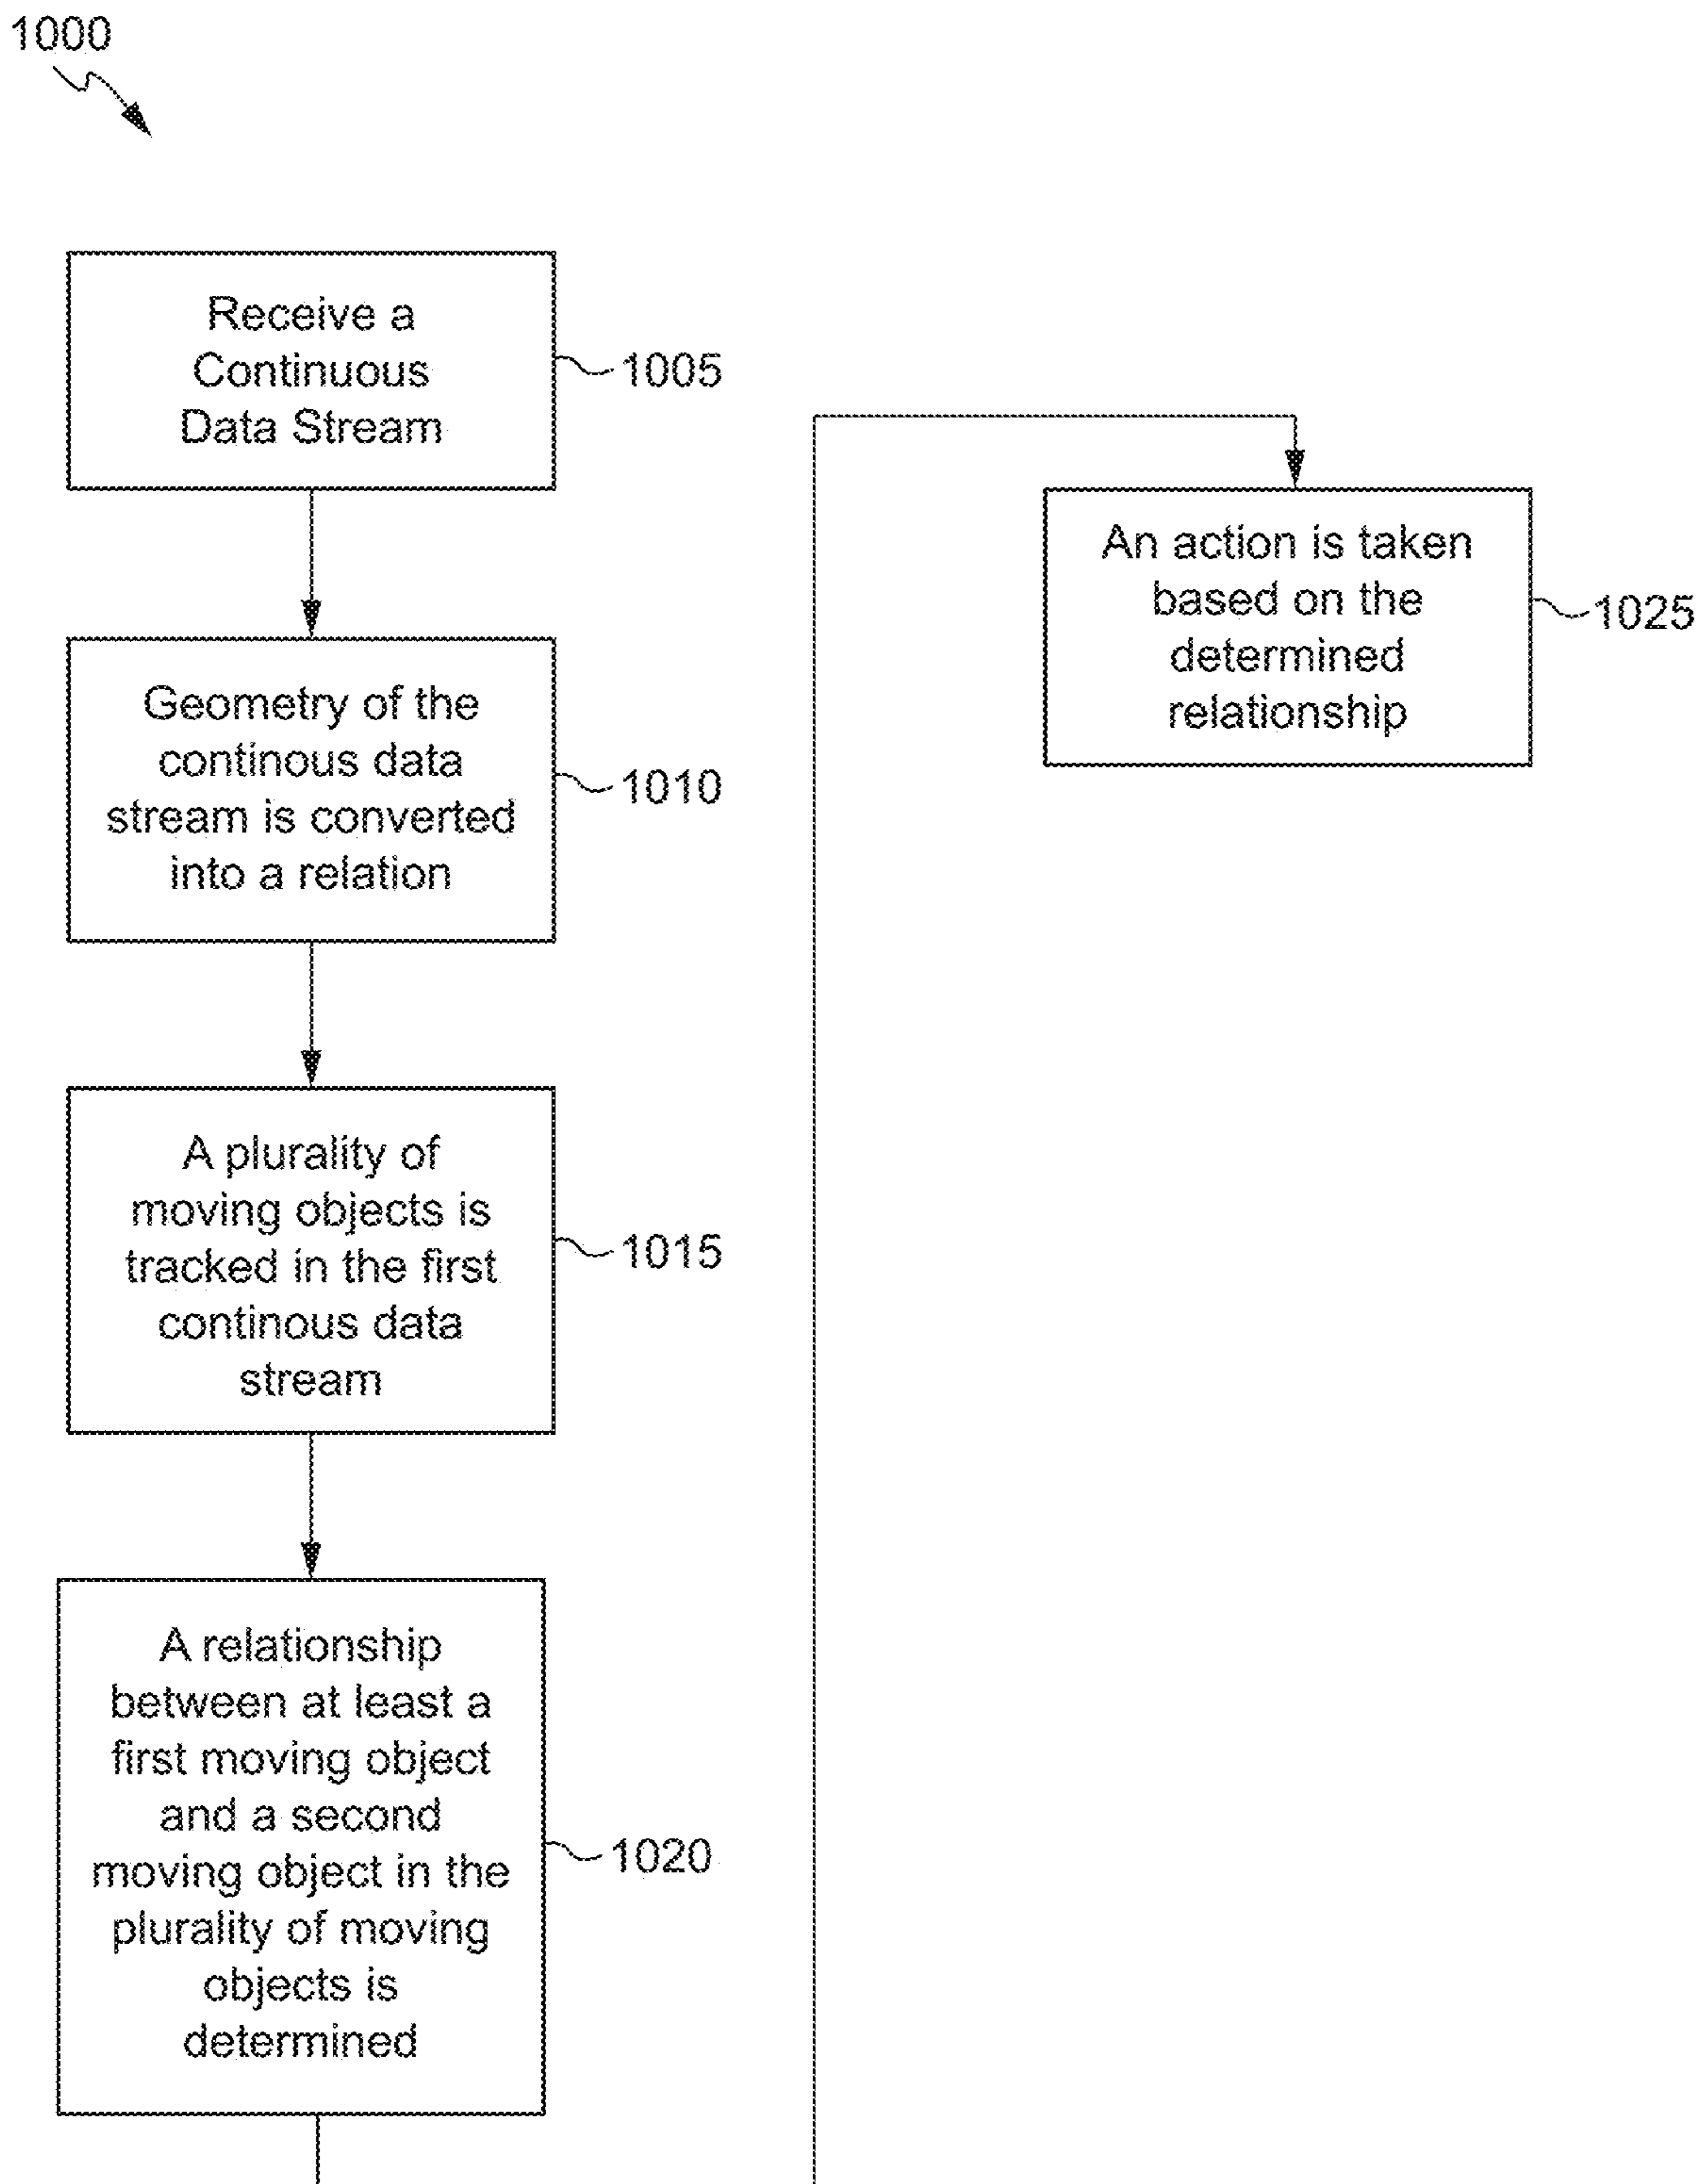 1000
Receive a
Continuous
Data Stream
1005
Geometry of the
continous data
stream is converted
into a relation
1010
A plurality of
moving objects is
tracked in the first
continous data
stream
1015
A relationship
between at least a
first moving object
and a second
moving object in the
plurality of moving
objects is
determined
1020
An action is taken
based on the
determined
relationship
1025